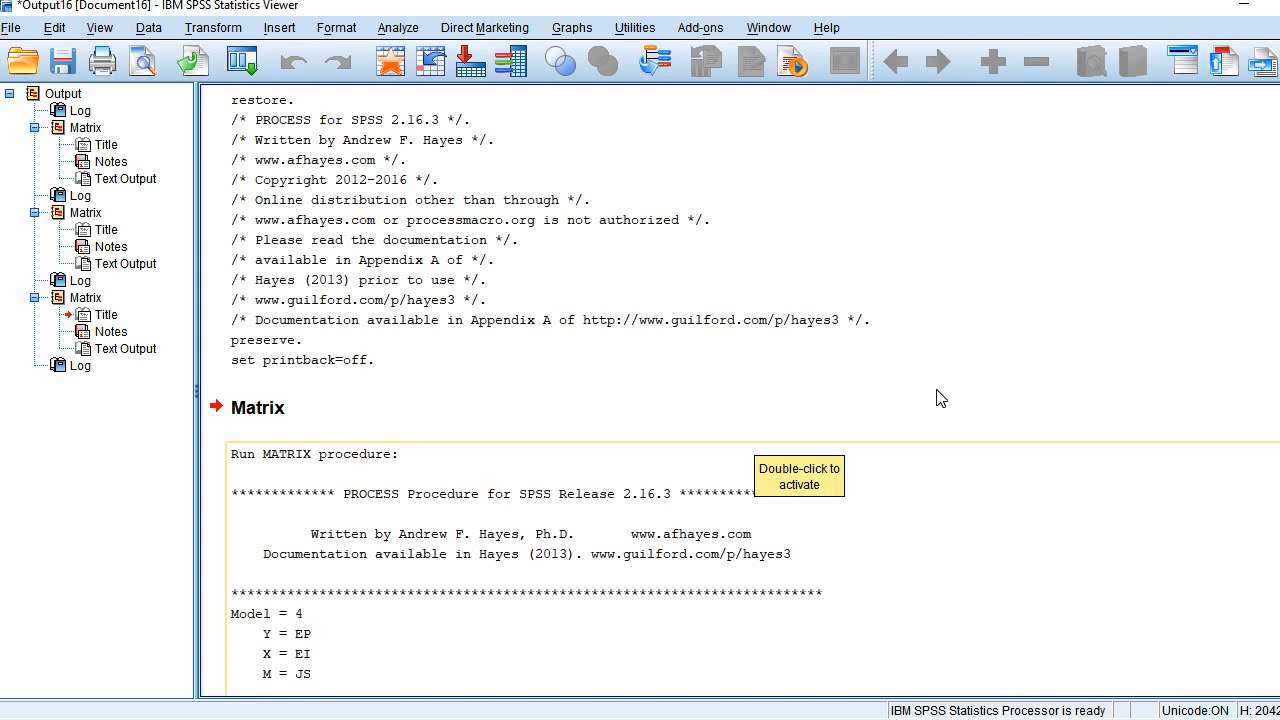 *Output16 [Document16] - IBM SPSS Statistics Viewer
File Edit View Data Transform Insert Format Analyze Direct Marketing Graphs Utilities Add-ons Window Help
Output
Log
Matrix
Title
Notes
Text Output
Log
Matrix
Title
Notes
Text Output
Log
Matrix
Title
Notes
Text Output
Log
restore.
/* PROCESS for SPSS 2.16.3 */.
/* Written by Andrew F. Hayes */.
/* www.afhayes.com */.
/* Copyright 2012-2016 */.
/* Online distribution other than through */.
/* www.afhayes.com or processmacro.org is not authorized */.
/* Please read the documentation */.
/* available in Appendix A of */.
/* Hayes (2013) prior to use */.
/* www.guilford.com/p/hayes3 */.
/* Documentation available in Appendix A of http://www.guilford.com/p/hayes3 */.
preserve.
set printback=off.
Matrix
Run MATRIX procedure:
Double-click to
activate
************* PROCESS Procedure for SPSS Release 2.16.3 **********
Written by Andrew F. Hayes, Ph.D. www.afhayes.com
Documentation available in Hayes (2013). www.guilford.com/p/hayes3
**************************************************************************
Model = 4
Y = EP
X = EI
M = JS
IBM SPSS Statistics Processor is ready Unicode:ON H: 2042